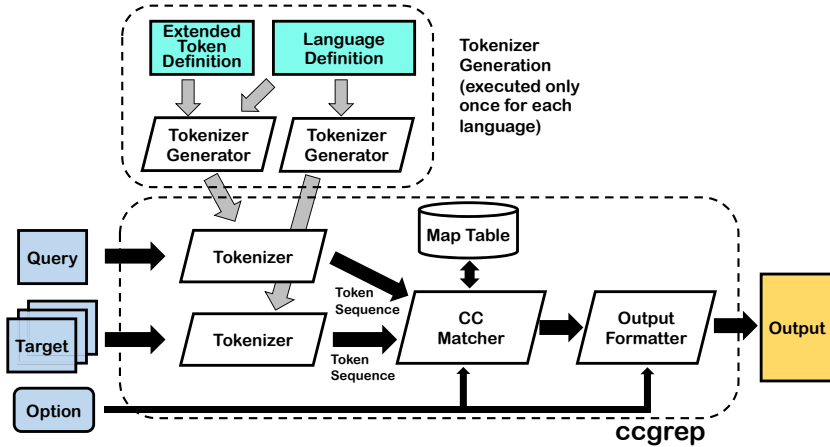 Extended
Token
Definition
Language
Definition
Tokenizer
Generation
(executed only
once for each
language)
Tokenizer
Generator
Tokenizer
Generator
Map Table
Query
Tokenizer
Token
Sequence
CC
Matcher
Output
Formatter
Output
Target
Tokenizer
Token
Sequence
Option
ccgrep